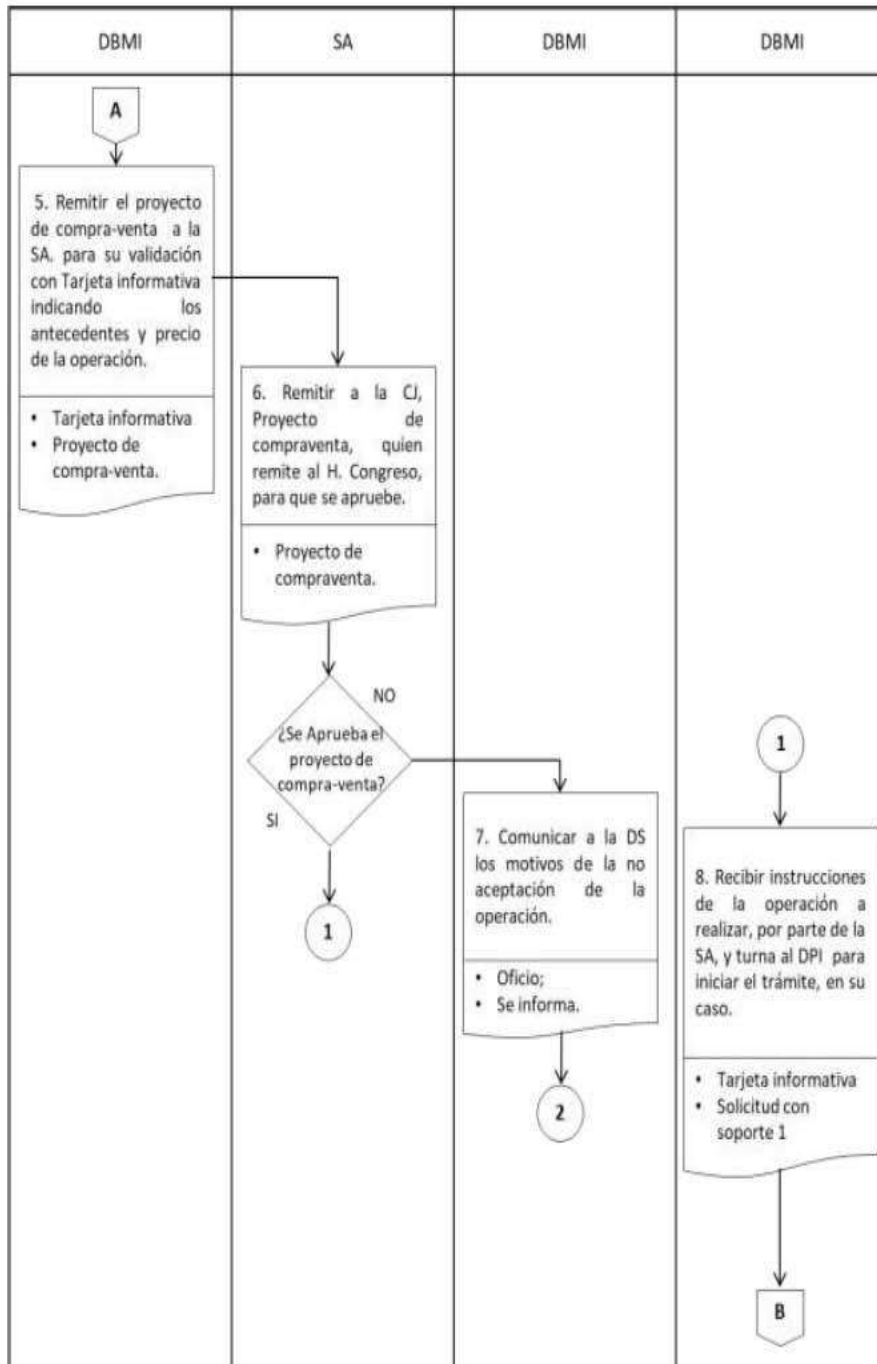 DBMI
SA
DBMI
DBMI
A
5. Remitir el proyecto
de compra-venta a la
SA. para su validación
con Tarjeta informativa
indicando los
antecedentes y precio
de la operación.
• Tarjeta informativa
• Proyecto de
compra-venta.
6. Remitir a la CJ,
Proyecto de
compraventa, quien
remite al H. Congreso,
para que se apruebe.
• Proyecto de
compraventa.
NO
¿Se Aprueba el
proyecto de
compra-venta?
SI
1
7. Comunicar a la DS
los motivos de la no
aceptación de la
operación.
• Oficio;
• Se informa.
2
1
8. Recibir instrucciones
de la operación a
realizar, por parte de la
SA, y turna al DPI para
iniciar el trámite, en su
caso.
• Tarjeta informativa
• Solicitud con
soporte 1
B